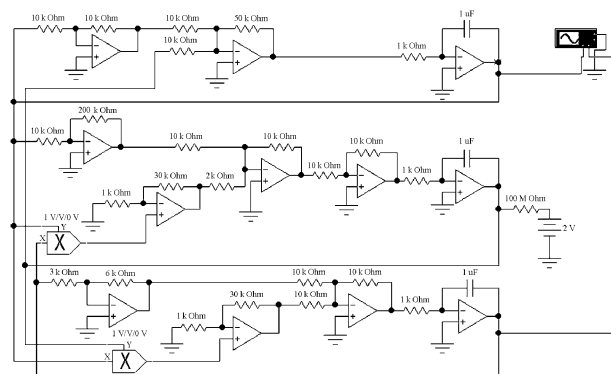 10 k Ohm 10 k Ohm 10 k Ohm 50 k Ohm 1 uF
10 k Ohm 1 k Ohm
200 k Ohm
10 k Ohm 10 k Ohm 10 k Ohm 1 uF
10 k Ohm 10 k Ohm 1 k Ohm
30 k Ohm 2 k Ohm
1 k Ohm
100 M Ohm
1 V/V/0 V
Y
X X
2 V
3 k Ohm 6 k Ohm 10 k Ohm 10 k Ohm 1 uF
30 k Ohm 10 k Ohm 1 k Ohm
1 k Ohm
1 V/V/0 V
Y
X X